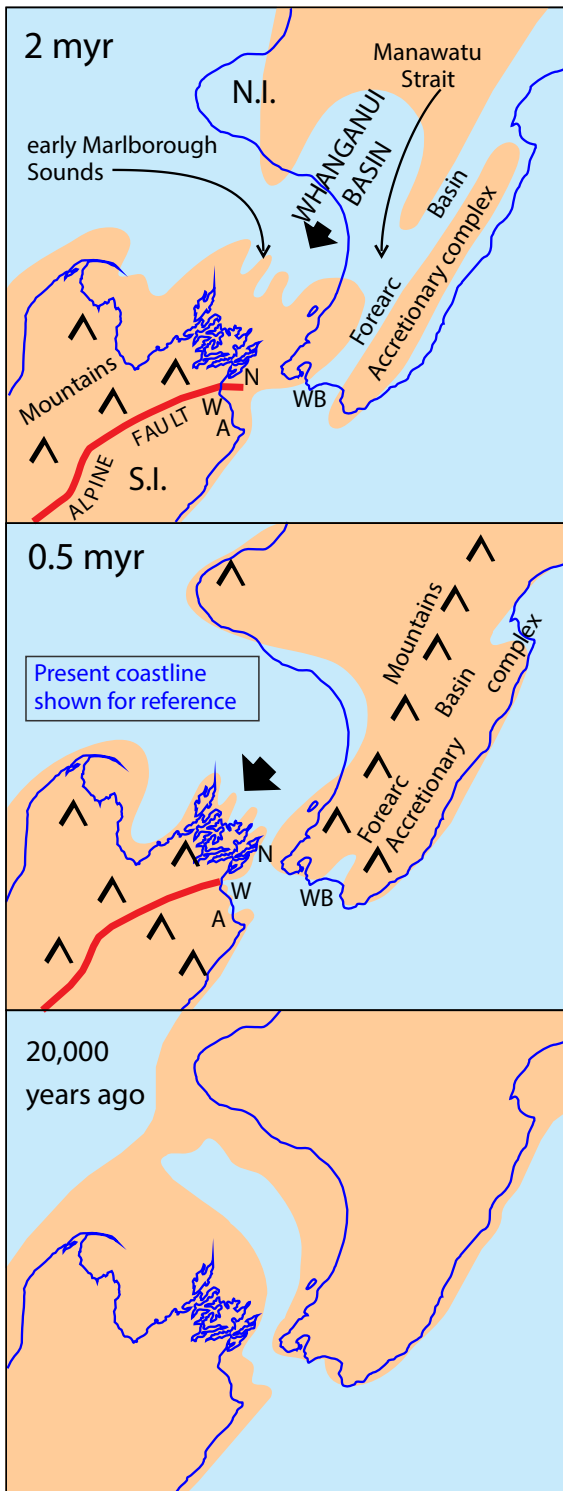 2 myr
Manawatu
Strait
N.I.
early Marlborough
Sounds
WHANGANUI
BASIN
Basin
Forearc
Accretionary complex
Mountains
N
W
A
WB
ALPINE
FAULT
S.I.
0.5 myr
Mountains
complex
Basin
Present coastline
shown for reference
Forearc
Accretionary
N
W
A
WB
20,000
years ago